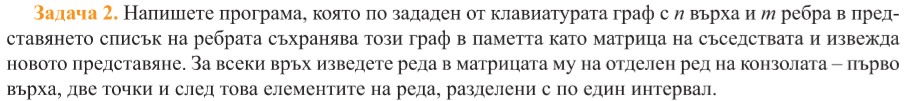 Задача 2. Напишете програма, която по зададен от клавиатурата граф с n върха и m ребра в пред-
ставянето списък на ребрата съхранява този граф в паметта като матрица на съседствата и извежда
новото представяне. За всеки връх изведете реда в матрицата му на отделен ред на конзолата – първо
върха, две точки и след това елементите на реда, разделени с по един интервал.